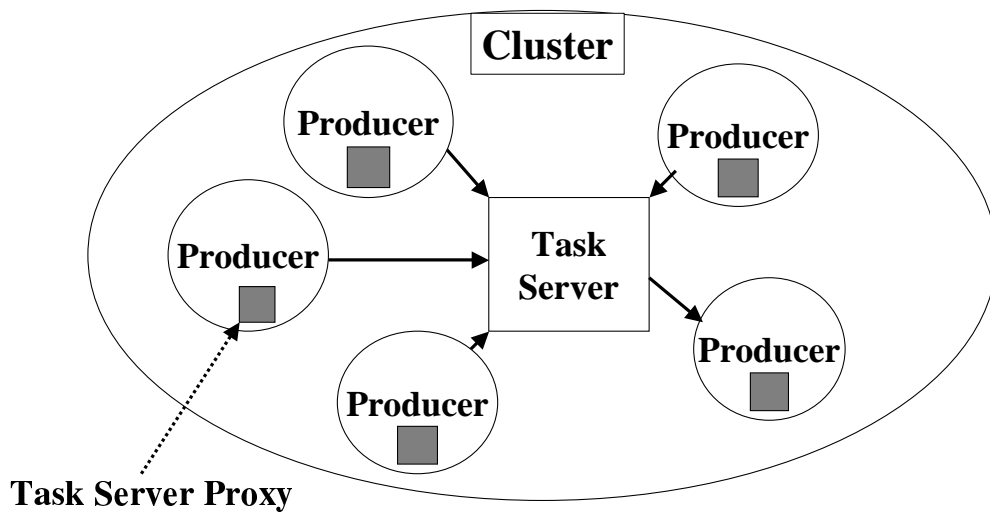 Cluster
Producer
Producer
Producer
Task
Server
Producer
Producer
Task Server Proxy